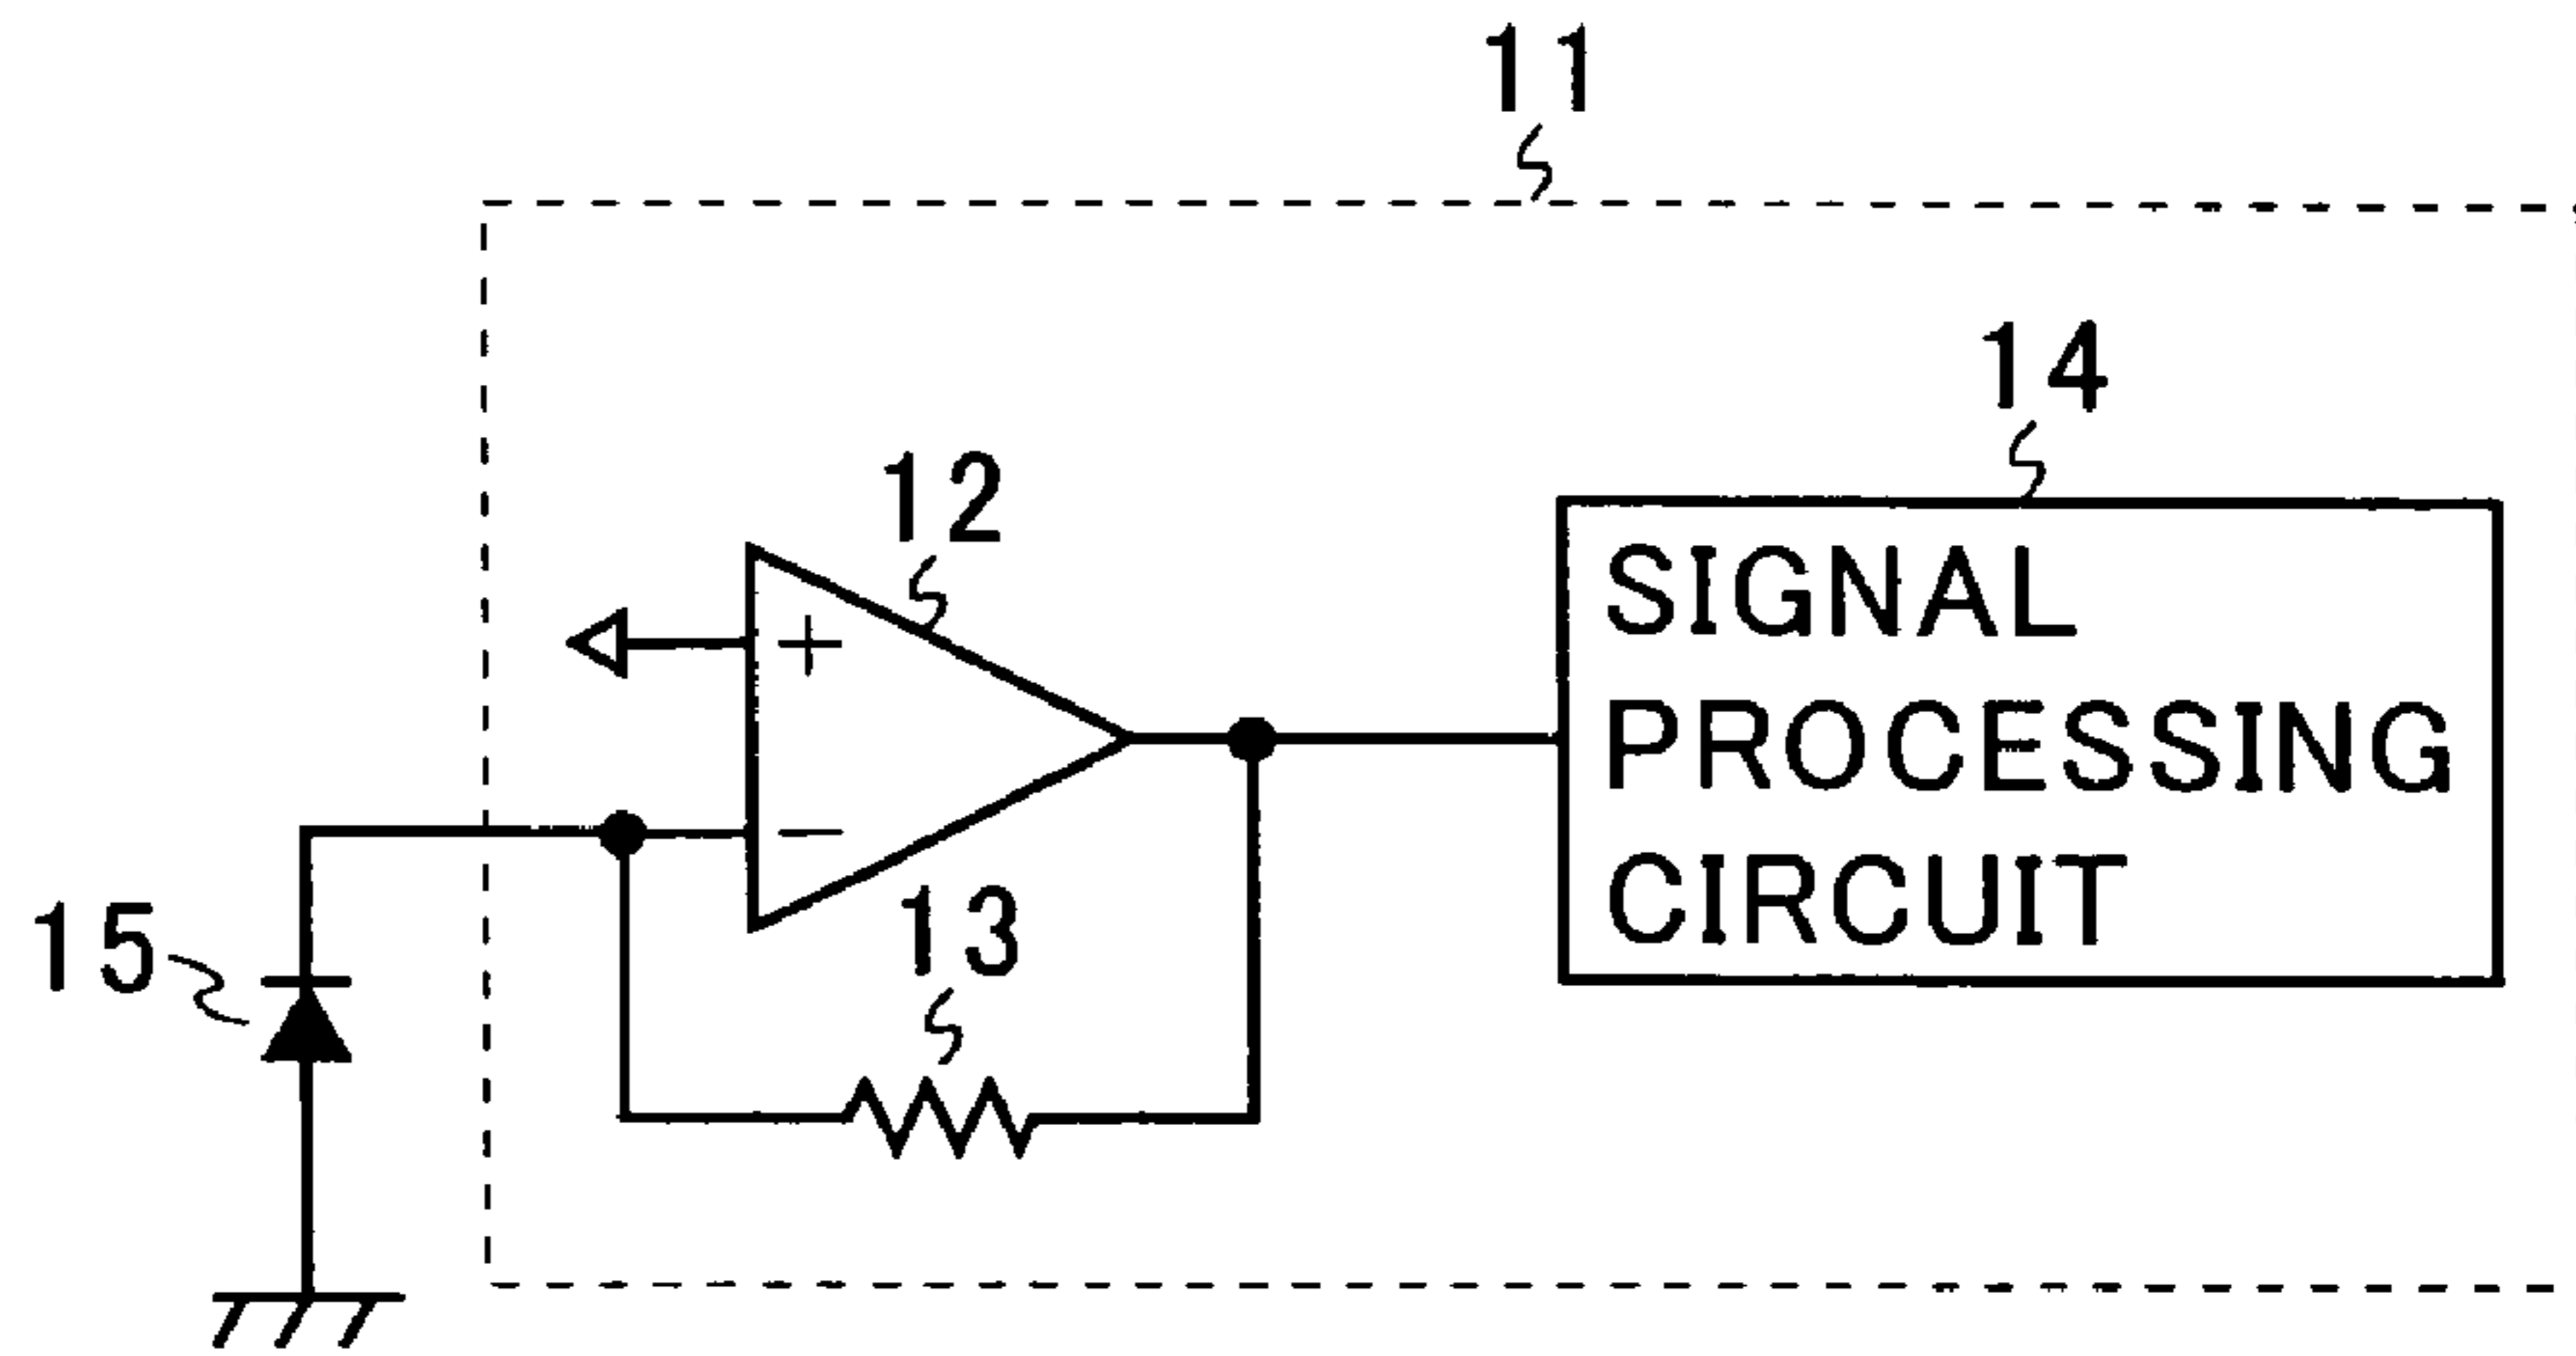 11
14
12
SIGNAL
PROCESSING
CIRCUIT
+
−
13
15